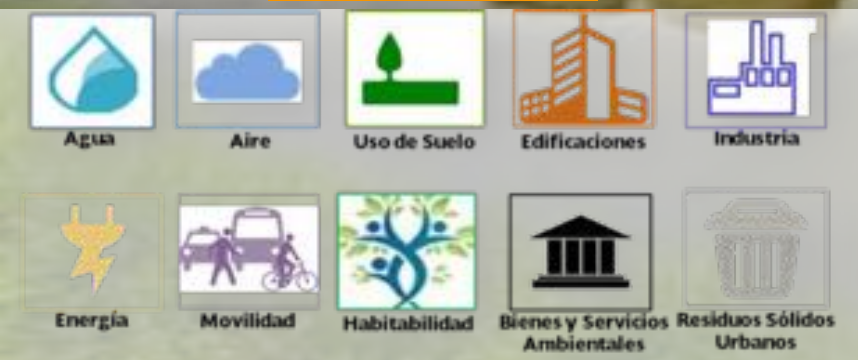 Agua
Aire
Uso de Suelo
Edificaciones
Industria
Energía
Movilidad
Habitabilidad
Bienes y Servicios
Ambientales
Residuos Sólidos
Urbanos